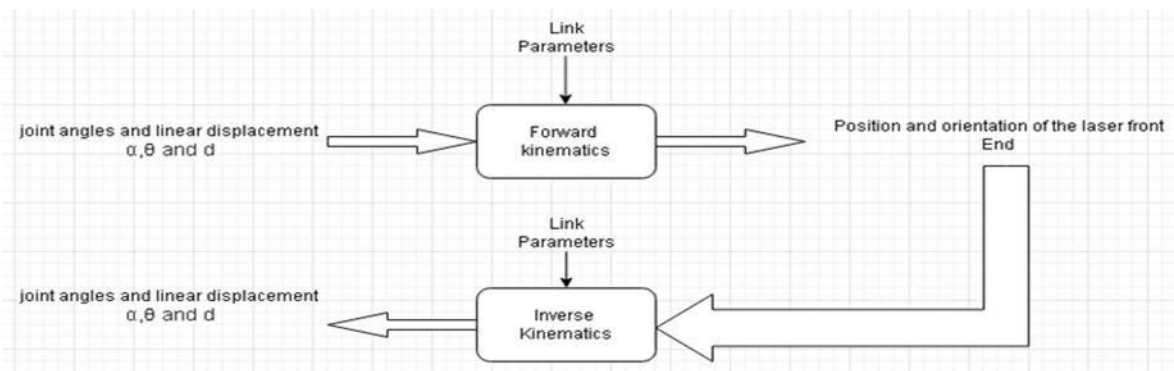 Link
Parameters
joint angles and linear displacement
α,θ and d
Forward
kinematics
Position and orientation of the laser front
End
Link
Parameters
joint angles and linear displacement
α,θ and d
Inverse
Kinematics